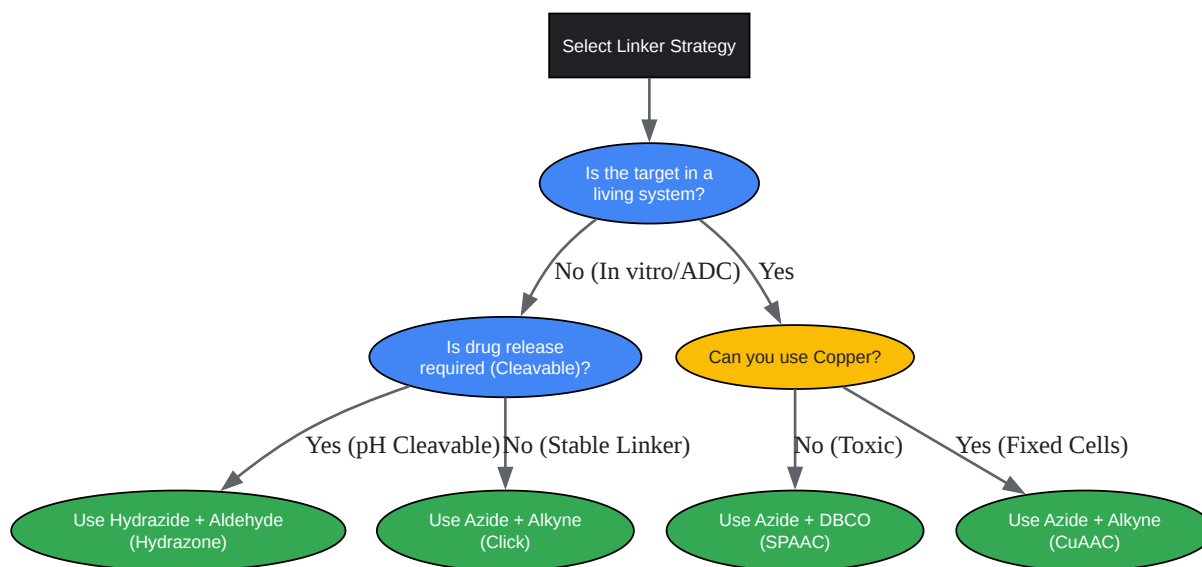 Select Linker Strategy
Is the target in a
living system?
No (In vitro/ADC)
Yes
Is drug release
required (Cleavable)?
Can you use Copper?
Yes (pH Cleavable)
No (Stable Linker)
No (Toxic)
Yes (Fixed Cells)
Use Hydrazide + Aldehyde
(Hydrazone)
Use Azide + Alkyne
(Click)
Use Azide + DBCO
(SPAAC)
Use Azide + Alkyne
(CuAAC)